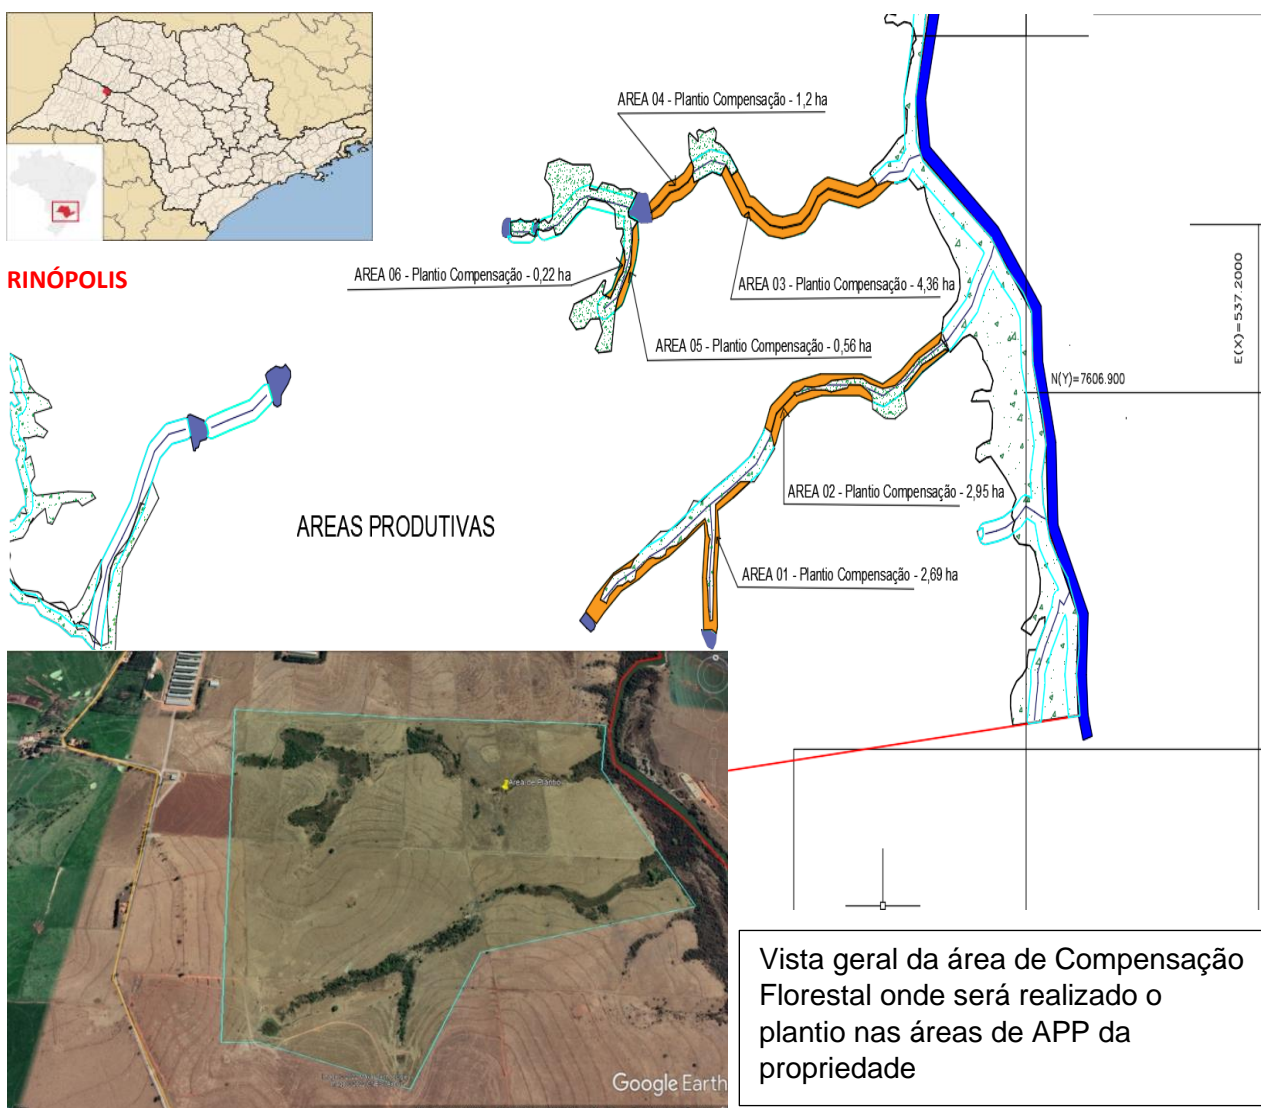 AREA 04 - Plantio Compensação - 1,2 ha
AREA 06 - Plantio Compensação - 0,22 ha
RINÓPOLIS
AREA 03 - Plantio Compensação - 4,36 ha
E(X)=537.2000
AREA 05 - Plantio Compensação - 0,56 ha
N(Y)=7606.900
AREA 02 - Plantio Compensação - 2,95 ha
AREAS PRODUTIVAS
AREA 01 - Plantio Compensação - 2,69 ha
Área de Plantio
Google Earth
Vista geral da área de Compensação
Florestal onde será realizado o
plantio nas áreas de APP da
propriedade